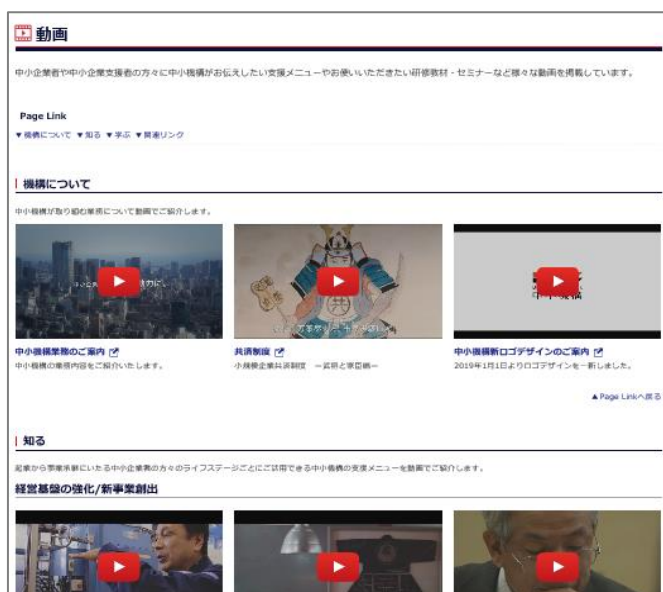 動画
中小企業者や中小企業支援者の方々に中小機構がお伝えしたい支援メニューやお使いいただきたい研修教材・セミナーなど様々な動画を掲載しています。
Page Link
▼機構について ▼知る ▼学ぶ ▼関連リンク
機構について
中小機構が取り組む業務について動画でご紹介します。
中小機構業務のご案内
中小機構の業務内容をご紹介いたします。
共済制度
小規模企業共済制度
中小機構新ロゴデザインのご案内
2019年1月1日よりロゴデザインを一新しました。
▲Page Linkへ戻る
知る
起業から事業承継にいたる中小企業者の方々のライフステージごとにご活用できる中小機構の支援メニューを動画でご紹介します。
経営基盤の強化/新事業創出